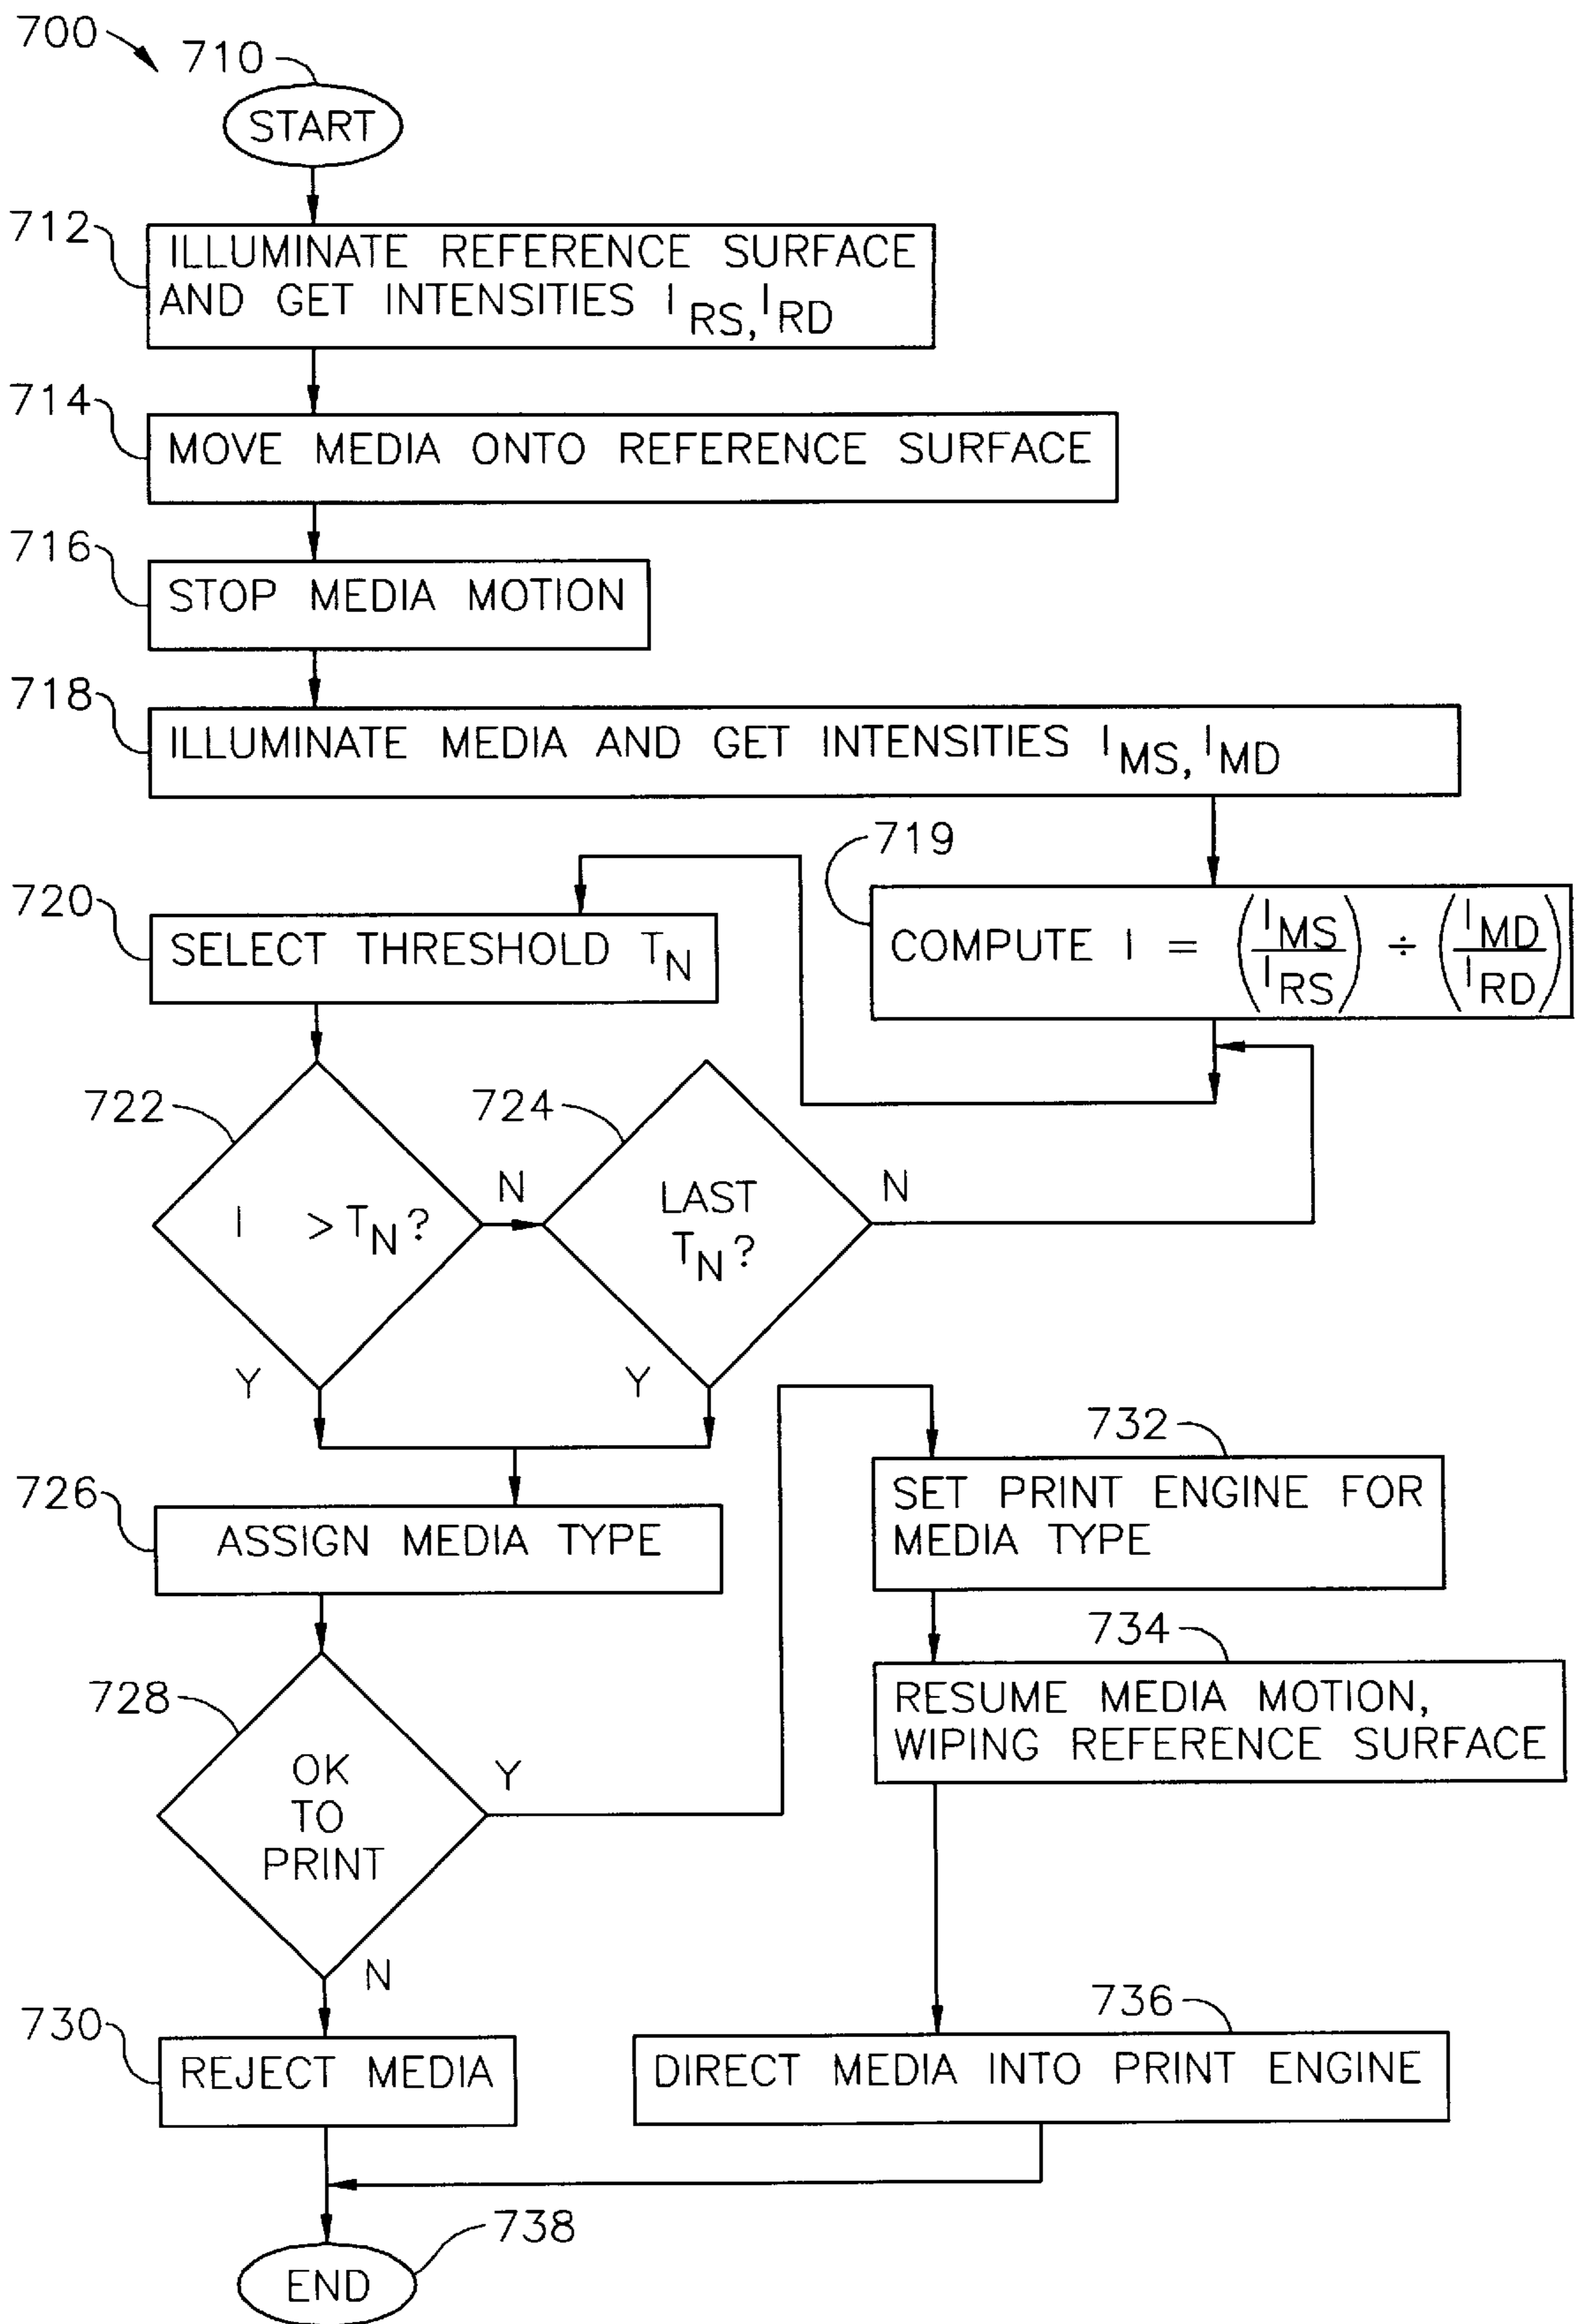 700
710
START
712
ILLUMINATE REFERENCE SURFACE
AND GET INTENSITIES I RS, I RD
714
MOVE MEDIA ONTO REFERENCE SURFACE
716
STOP MEDIA MOTION
718
ILLUMINATE MEDIA AND GET INTENSITIES I MS, I MD
719
COMPUTE I = (I MS / I RS) ÷ (I MD / I RD)
720
SELECT THRESHOLD T N
722
I > T N ?
N
Y
724
LAST
T N ?
N
Y
726
ASSIGN MEDIA TYPE
728
OK
TO
PRINT
Y
N
730
REJECT MEDIA
732
SET PRINT ENGINE FOR
MEDIA TYPE
734
RESUME MEDIA MOTION,
WIPING REFERENCE SURFACE
736
DIRECT MEDIA INTO PRINT ENGINE
738
END